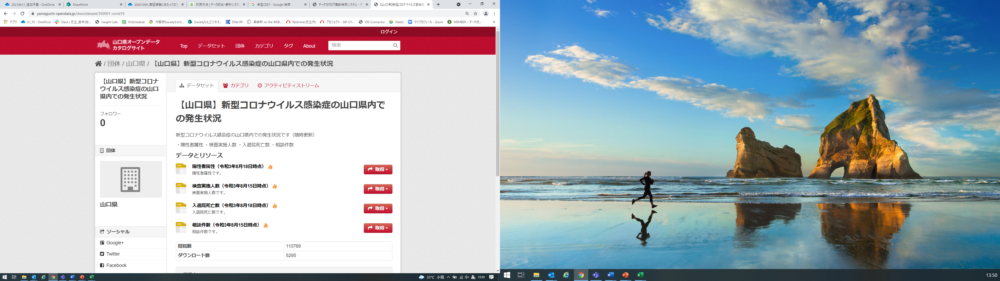 20210617_追加予算 - OneDrive
SharePoint
20201009_実証実験にあたっての三
利用方法 | データ統合・解析システム
新型コロナ - Google 検索
データカタログ横断検索システム - デ
【山口県】新型コロナウイルス感染症
yamaguchi-opendata.jp/ckan/dataset/350001-covid19
アプリ
01_PJ - OneDrive
Slack | 日立_田中(総...
Insight Cafe
OnSchedule
内閣府Society5.0/0...
Society5.0_ビジネス...
DSA HP
英辞郎 on the WEB...
Redmine(日立内)
プロジェクト - SIP-CY...
IDS Connector
Elastic
マイプロフィール - Zoom
MEMBER – データ流...
»
ログイン
山口県オープンデータ
カタログサイト
Top
データセット
団体
カテゴリ
タグ
About
検索
/ 団体 / 山口県 / 【山口県】新型コロナウイルス感染症の山口県内での発生状況
【山口県】新型コロナ
ウイルス感染症の山口
県内での発生状況
フォロワー
0
団体
山口県
ソーシャル
Google+
Twitter
Facebook
データセット
カテゴリ
アクティビティストリーム
【山口県】新型コロナウイルス感染症の山口県内で
の発生状況
新型コロナウイルス感染症の山口県内での発生状況です（随時更新）
・陽性者属性 ・検査実施人数 ・入退院死亡数 ・相談件数
データとリソース
CSV
陽性者属性（令和3年8月18日時点）
陽性者属性です。
取得
CSV
検査実施人数（令和3年8月15日時点）
検査実施人数です。
取得
CSV
入退院死亡数（令和3年8月18日時点）
入退院死亡数です。
取得
CSV
相談件数（令和3年8月15日時点）
相談件数です。
取得
閲覧数 110769
ダウンロード数 5295
31°C 小雨
あ
13:50
13:50